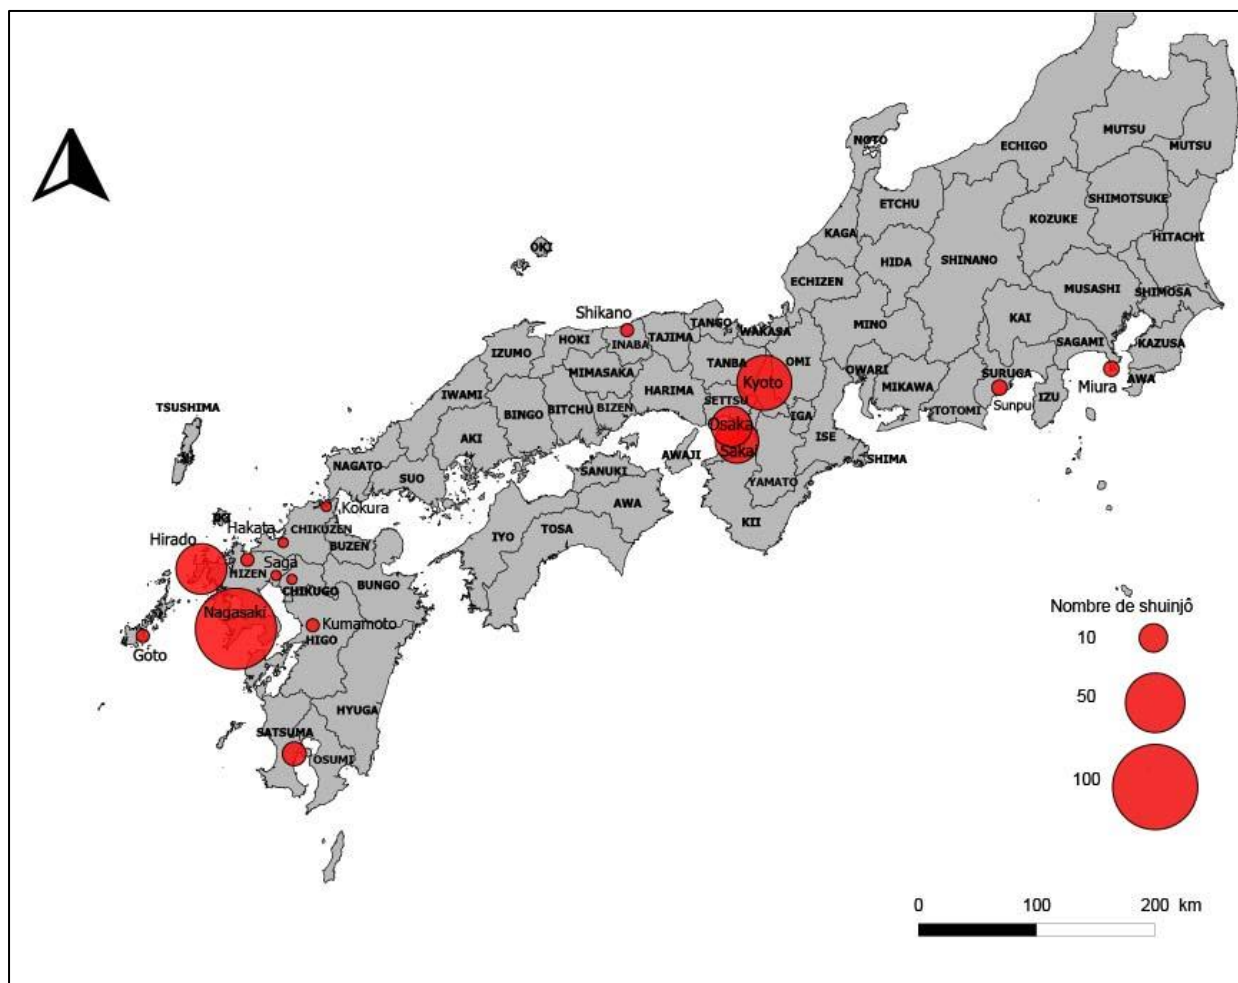 MUTSU
MUTSU
NOTO
ECHIGO
SHIMOTSUKE
ETCHU
KOZUKE
KAGA
HITACHI
OKI
HIDA
SHINANO
ECHIZEN
MUSASHI
SHIMOSA
Shikano
TANGO
WAKASA
MINO
KAI
HOKI
INABA
TAJIMA
SAGAMI
KAZUSA
IZUMO
TANBA
OMI
MIMASAKA
OWARI
SURUGA
AWA
Kyoto
Miura
IWAMI
HARIMA
MIKAWA
IZU
BINGO
BITCHU
BIZEN
SETTSU
Sunpu
TSUSHIMA
TOTOMI
IGA
Osaka
AKI
ISE
Sakai
AWAJI
SHIMA
NAGATO
SANUKI
SUO
YAMATO
AWA
Kokura
IKI
KII
Hakata
CHIKUZEN
TOSA
IYO
Hirado
BUZEN
Saga
HIZEN
BUNGO
CHIKUGO
Nombre de shuinjô
Nagasaki
10
Kumamoto
HIGO
Goto
50
HYUGA
SATSUMA
OSUMI
100
0 100 200 km